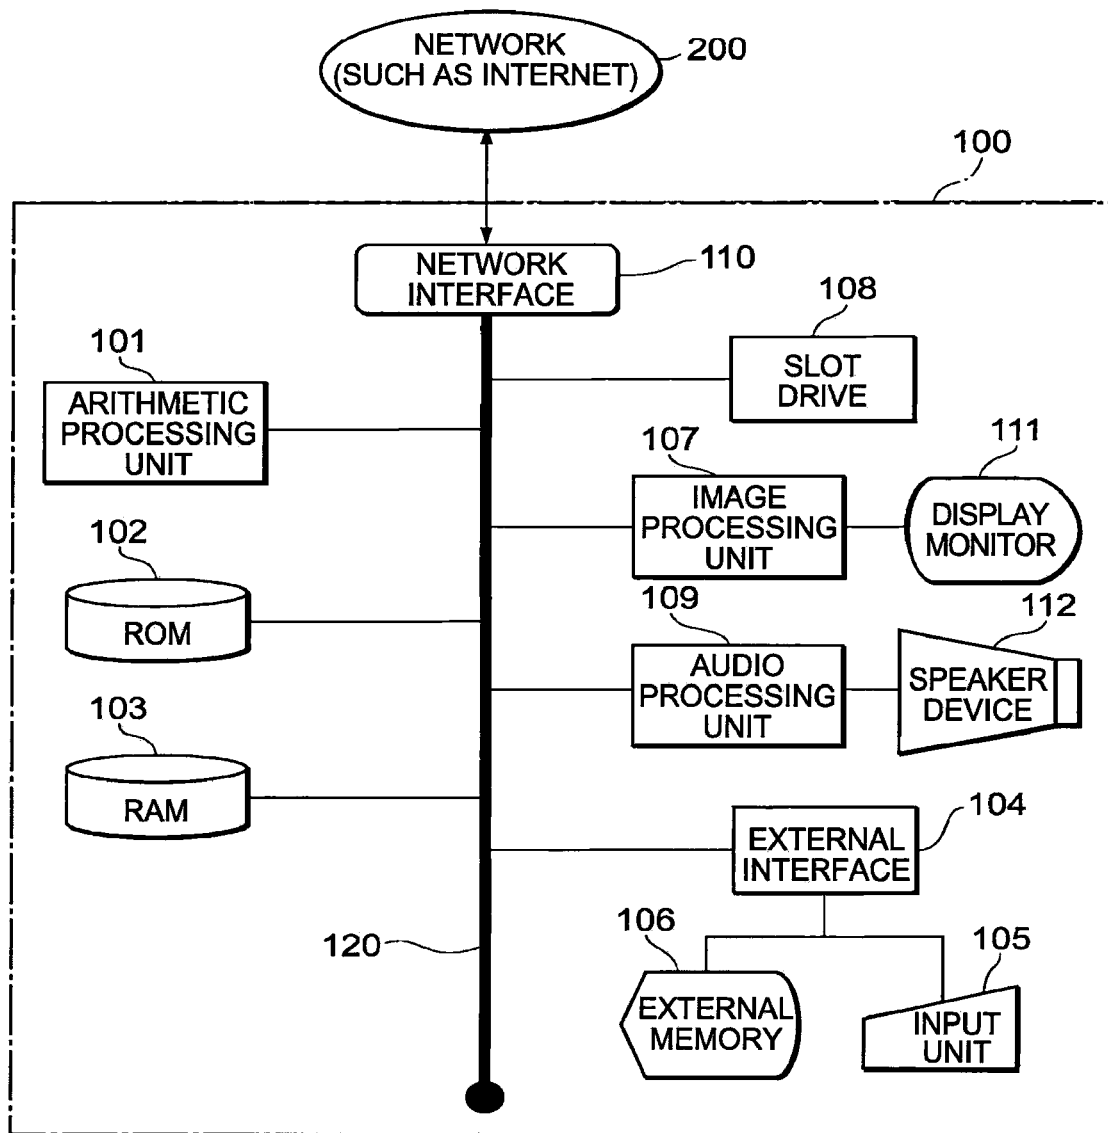 NETWORK
(SUCH AS INTERNET)
200
100
NETWORK
INTERFACE
110
108
SLOT
DRIVE
101
ARITHMETIC
PROCESSING
UNIT
107
IMAGE
PROCESSING
UNIT
111
DISPLAY
MONITOR
102
ROM
109
AUDIO
PROCESSING
UNIT
112
SPEAKER
DEVICE
103
RAM
104
EXTERNAL
INTERFACE
120
106
EXTERNAL
MEMORY
105
INPUT
UNIT